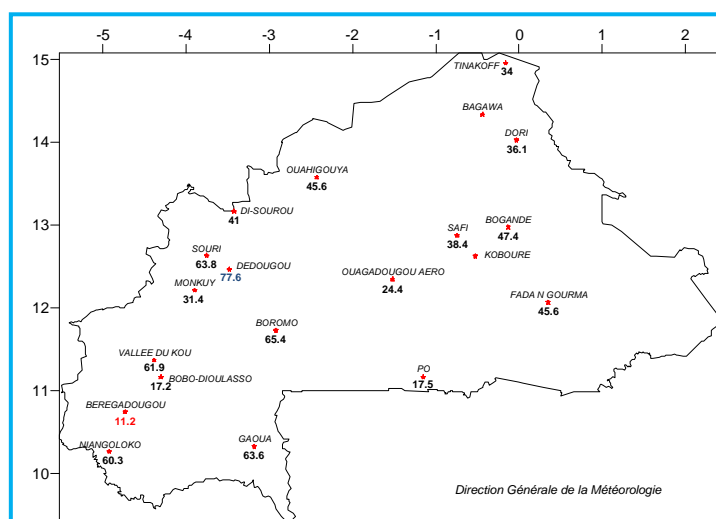 -5 -4 -3 -2 -1 0 1 2
15
TINAKOFF
34
BAGAWA
14
DORI
36.1
OUAHIGOUYA
45.6
13
DI-SOUROU
41
SAFI
38.4
BOGANDE
47.4
SOURI
63.8
DEDOUGOU
77.6
KOBOURE
MONKUY
31.4
OUAGADOUGOU AERO
24.4
12
FADA N GOURMA
45.6
BOROMO
65.4
VALLEE DU KOU
61.9
BOBO-DIOULASSO
17.2
PO
17.5
11
BEREGADOUGOU
11.2
NIANGOLOKO
60.3
GAOUA
63.6
10
Direction Générale de la Météorologie